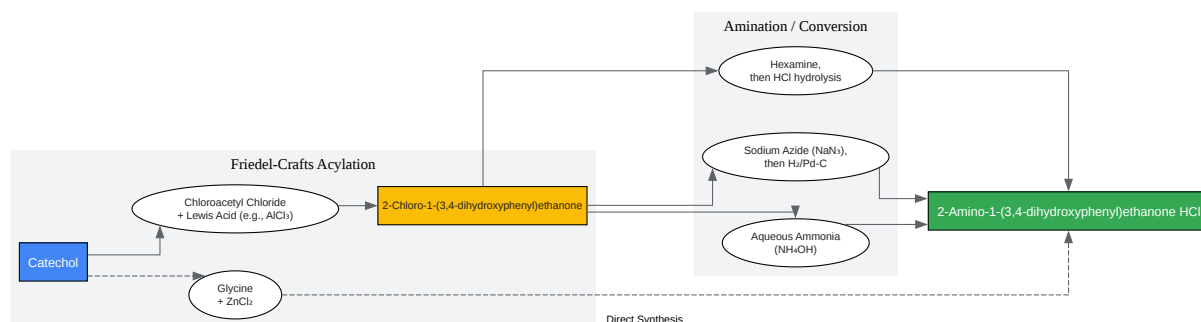 Amination / Conversion
Hexamine,
then HCl hydrolysis
Sodium Azide (NaN₃),
then H₂/Pd-C
Aqueous Ammonia
(NH₄OH)
Friedel-Crafts Acylation
Chloroacetyl Chloride
+ Lewis Acid (e.g., AlCl₃)
2-Chloro-1-(3,4-dihydroxyphenyl)ethanone
2-Amino-1-(3,4-dihydroxyphenyl)ethanone HCl
Catechol
Glycine
+ ZnCl₂
Direct Synthesis